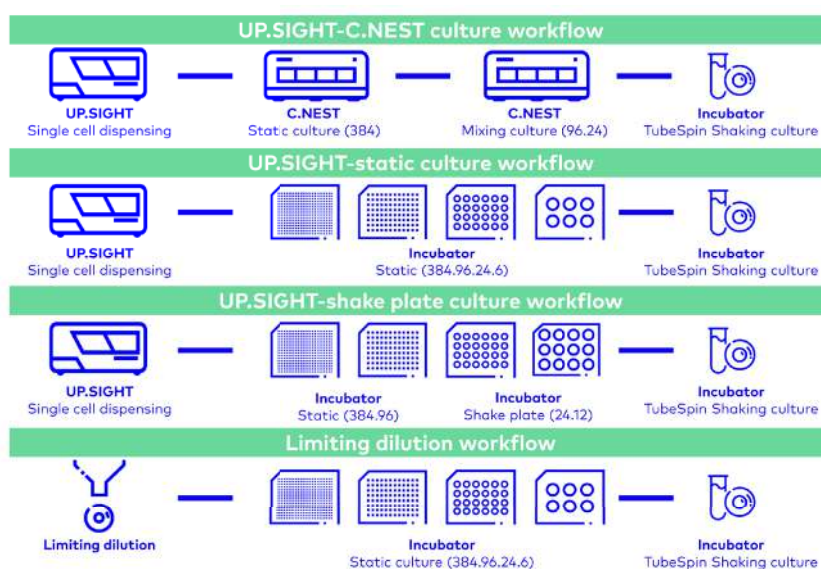 UP.SIGHT-C.NEST culture workflow
UP.SIGHT
Single cell dispensing
C.NEST
Static culture (384)
C.NEST
Mixing culture (96.24)
Incubator
TubeSpin Shaking culture
UP.SIGHT-static culture workflow
UP.SIGHT
Single cell dispensing
Incubator
Static (384.96.24.6)
Incubator
TubeSpin Shaking culture
UP.SIGHT-shake plate culture workflow
UP.SIGHT
Single cell dispensing
Incubator
Static (384.96)
Incubator
Shake plate (24.12)
Incubator
TubeSpin Shaking culture
Limiting dilution workflow
Limiting dilution
Incubator
Static culture (384.96.24.6)
Incubator
TubeSpin Shaking culture